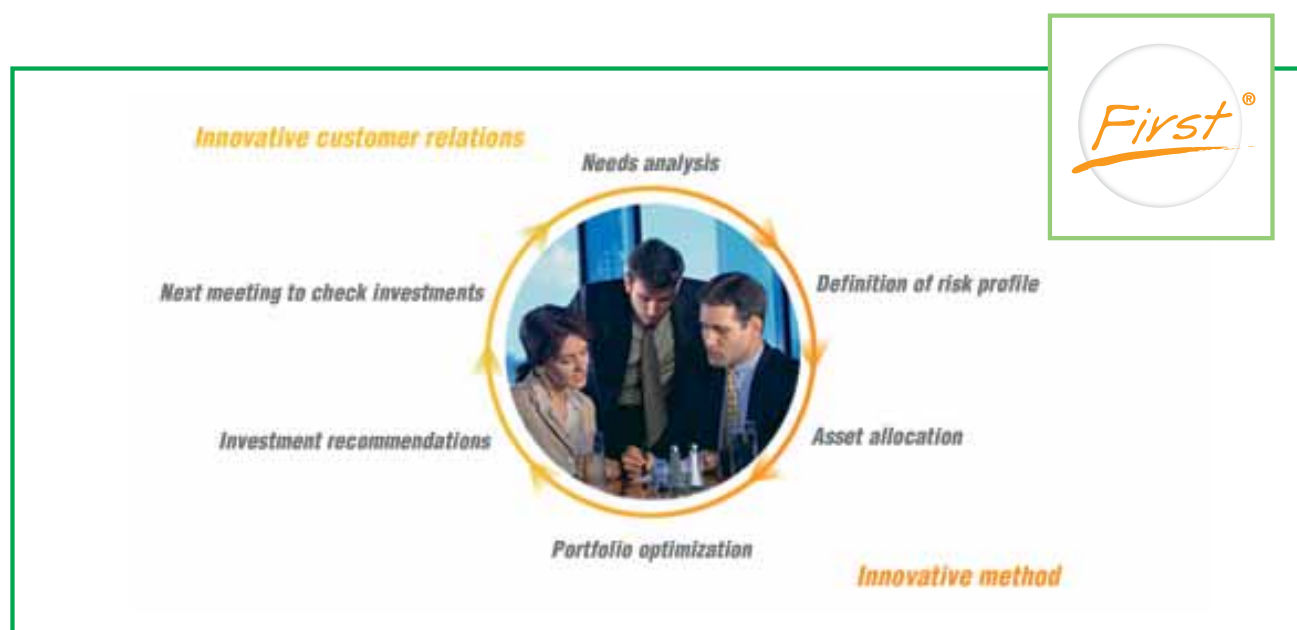 First®
Innovative customer relations
Needs analysis
Definition of risk profile
Asset allocation
Portfolio optimization
Investment recommendations
Next meeting to check investments
Innovative method